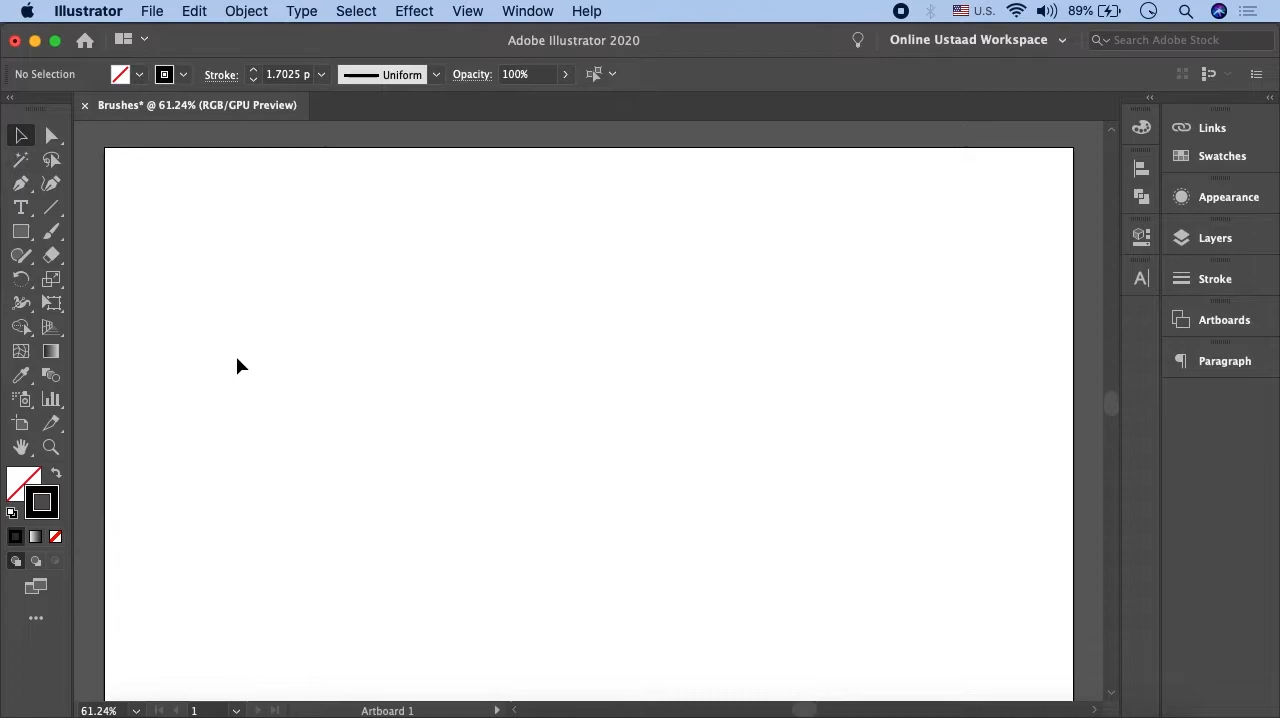 Illustrator File Edit Object Type Select Effect View Window Help U.S. 89%
Adobe Illustrator 2020 Online Ustaad Workspace Search Adobe Stock
No Selection Stroke: 1.7025 p Uniform Opacity: 100%
Brushes* @ 61.24% (RGB/GPU Preview)
Links
Swatches
Appearance
Layers
Stroke
Artboards
Paragraph
61.24% 1 Artboard 1